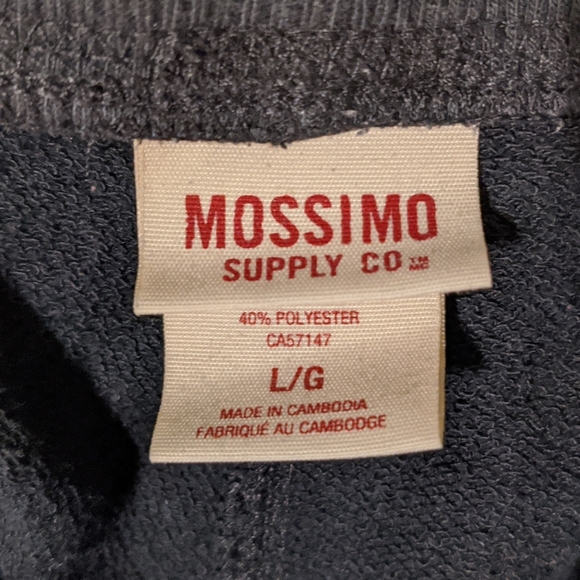 MOSSIMO
SUPPLY CO ™ MC
40% POLYESTER
CA57147
L/G
MADE IN CAMBODIA
FABRIQUÉ AU CAMBODGE